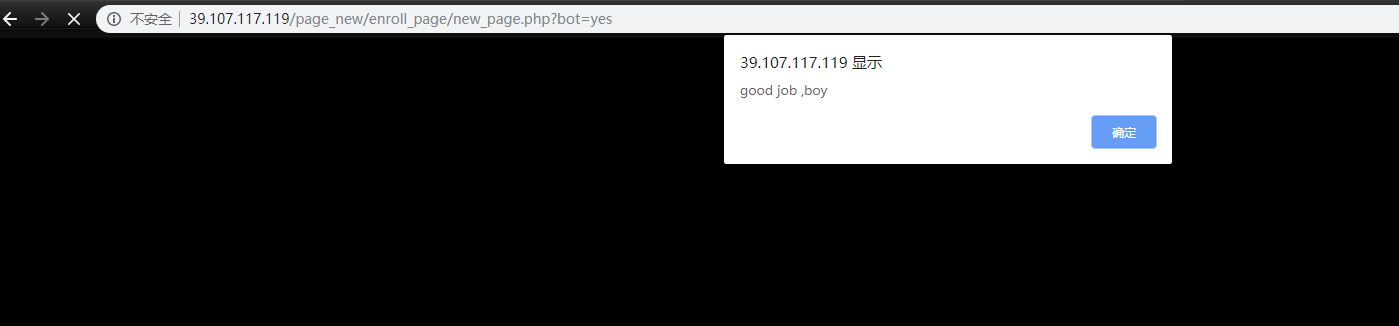 不安全 | 39.107.117.119/page_new/enroll_page/new_page.php?bot=yes
39.107.117.119 显示
good job ,boy
确定